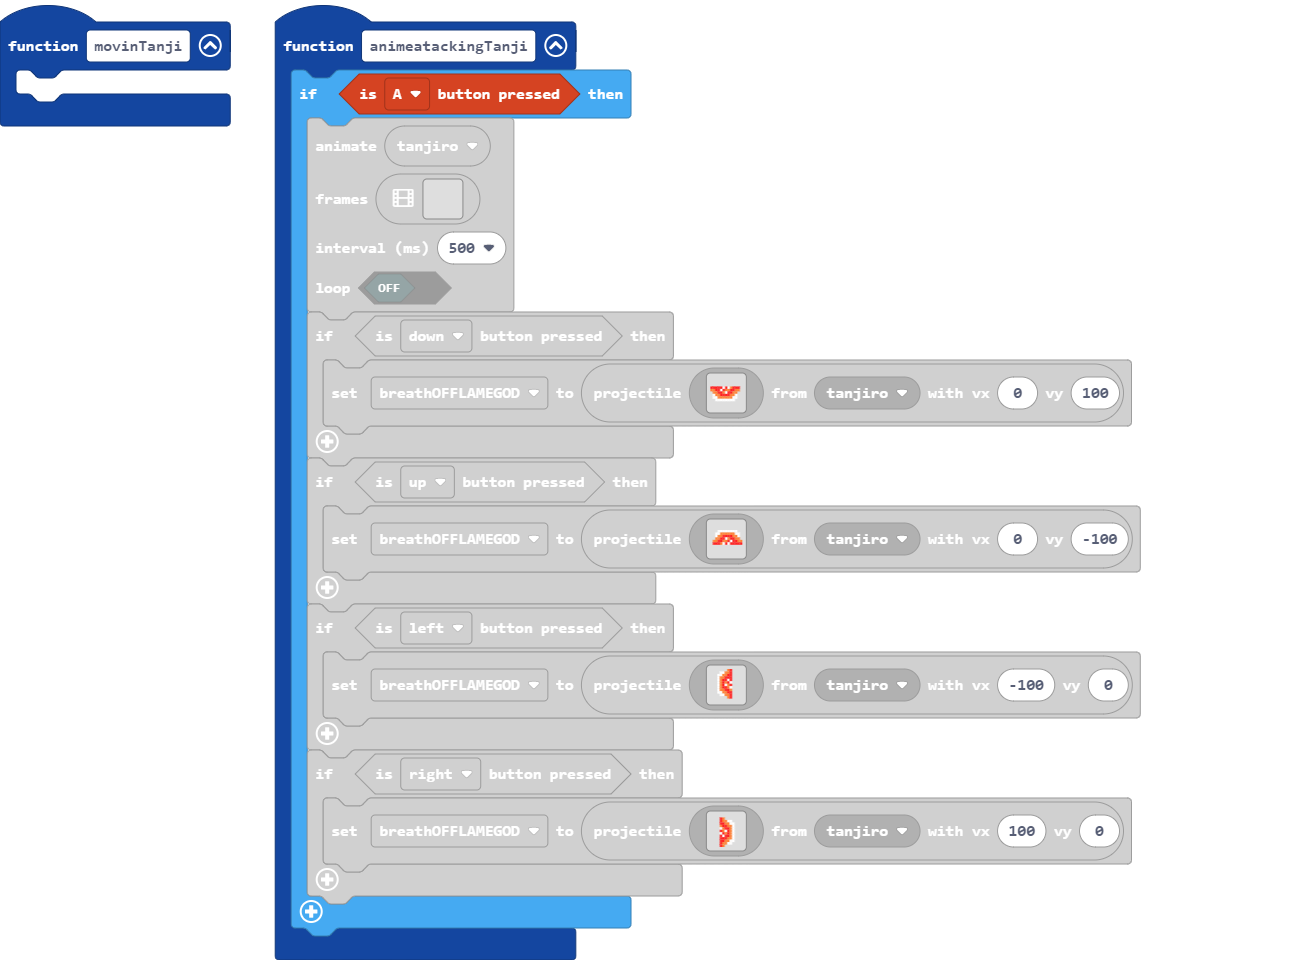 function movinTanji
function animeatackingTanji
if is A button pressed then
animate tanjiro
frames
interval (ms) 500
loop OFF
if is down button pressed then
set breathOFFLAMEGOD to projectile from tanjiro with vx 0 vy 100
if is up button pressed then
set breathOFFLAMEGOD to projectile from tanjiro with vx 0 vy -100
if is left button pressed then
set breathOFFLAMEGOD to projectile from tanjiro with vx -100 vy 0
if is right button pressed then
set breathOFFLAMEGOD to projectile from tanjiro with vx 100 vy 0